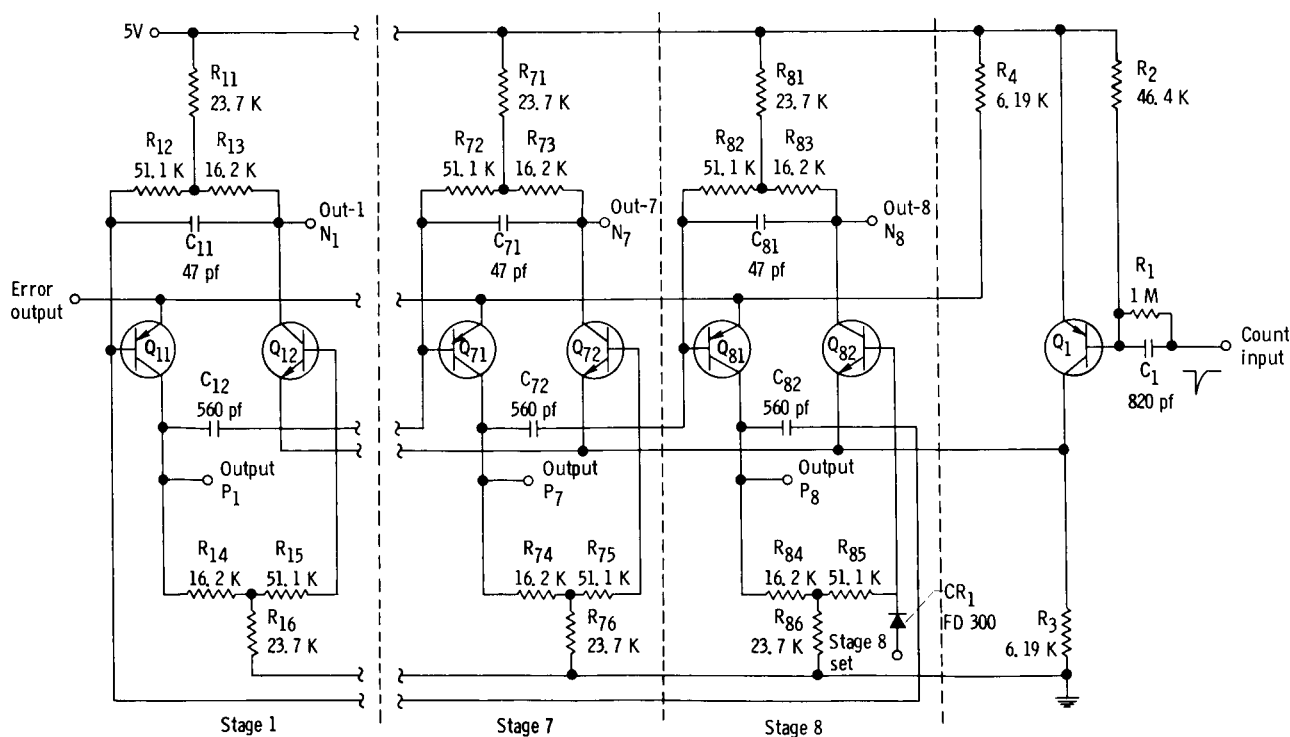 5V
R11
23.7 K
R12
51.1 K
R13
16.2 K
C11
47 pf
Out-1
N1
Error
output
Q11
Q12
C12
560 pf
Output
P1
R14
16.2 K
R15
51.1 K
R16
23.7 K
Stage 1
R71
23.7 K
R72
51.1 K
R73
16.2 K
C71
47 pf
Out-7
N7
Q71
Q72
C72
560 pf
Output
P7
R74
16.2 K
R75
51.1 K
R76
23.7 K
Stage 7
R81
23.7 K
R82
51.1 K
R83
16.2 K
C81
47 pf
Out-8
N8
Q81
Q82
C82
560 pf
Output
P8
R84
16.2 K
R85
51.1 K
R86
23.7 K
CR1
FD 300
Stage 8
set
Stage 8
R4
6.19 K
R2
46.4 K
R1
1 M
Q1
C1
820 pf
Count
input
R3
6.19 K